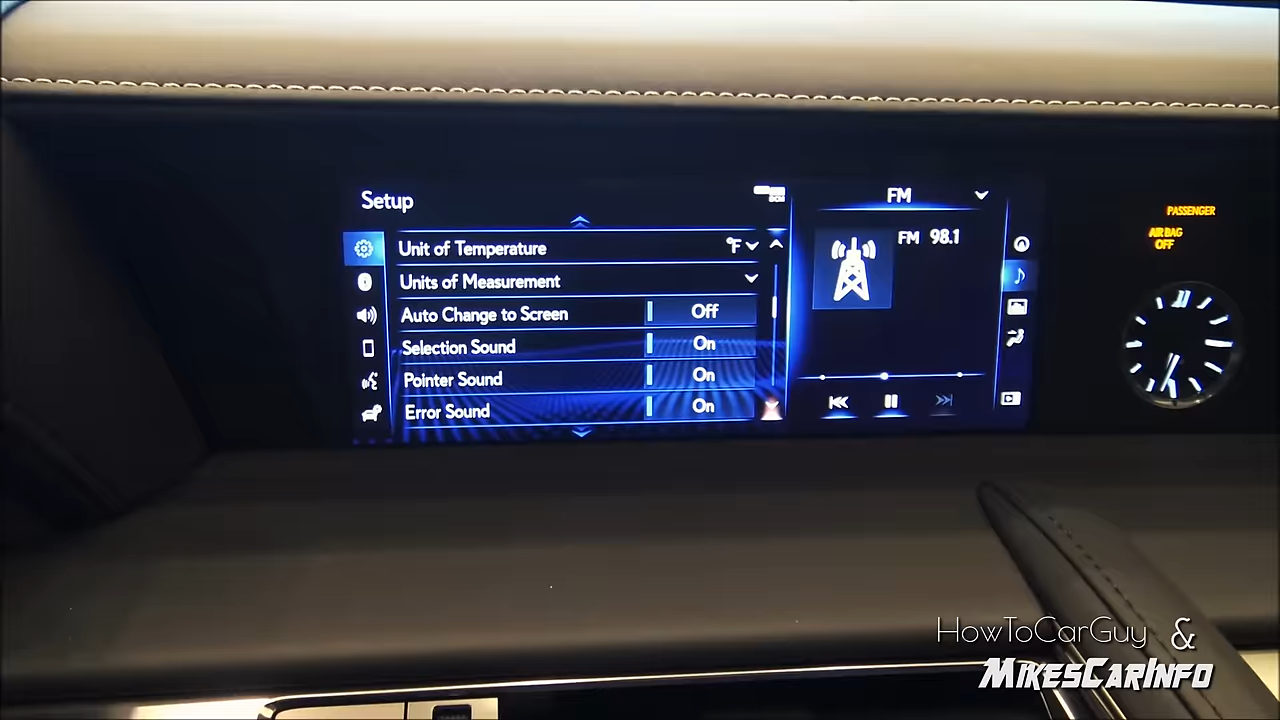 Setup
Unit of Temperature °F
Units of Measurement
Auto Change to Screen Off
Selection Sound On
Pointer Sound On
Error Sound On
FM
FM 98.1
PASSENGER
AIR BAG
OFF
HowToCarGuy &
MikesCarInfo